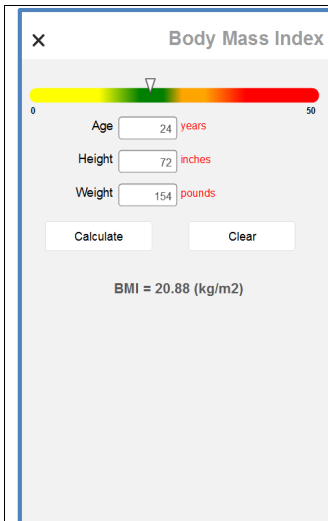 × Body Mass Index
0 50
Age 24 years
Height 72 inches
Weight 154 pounds
Calculate Clear
BMI = 20.88 (kg/m2)